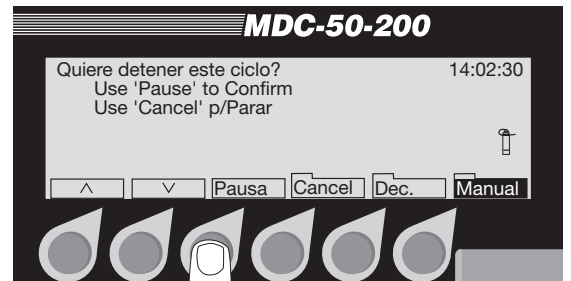 MDC-50-200
Quiere detener este ciclo? 14:02:30
Use 'Pause' to Confirm
Use 'Cancel' p/Parar
Pausa Cancel Dec. Manual